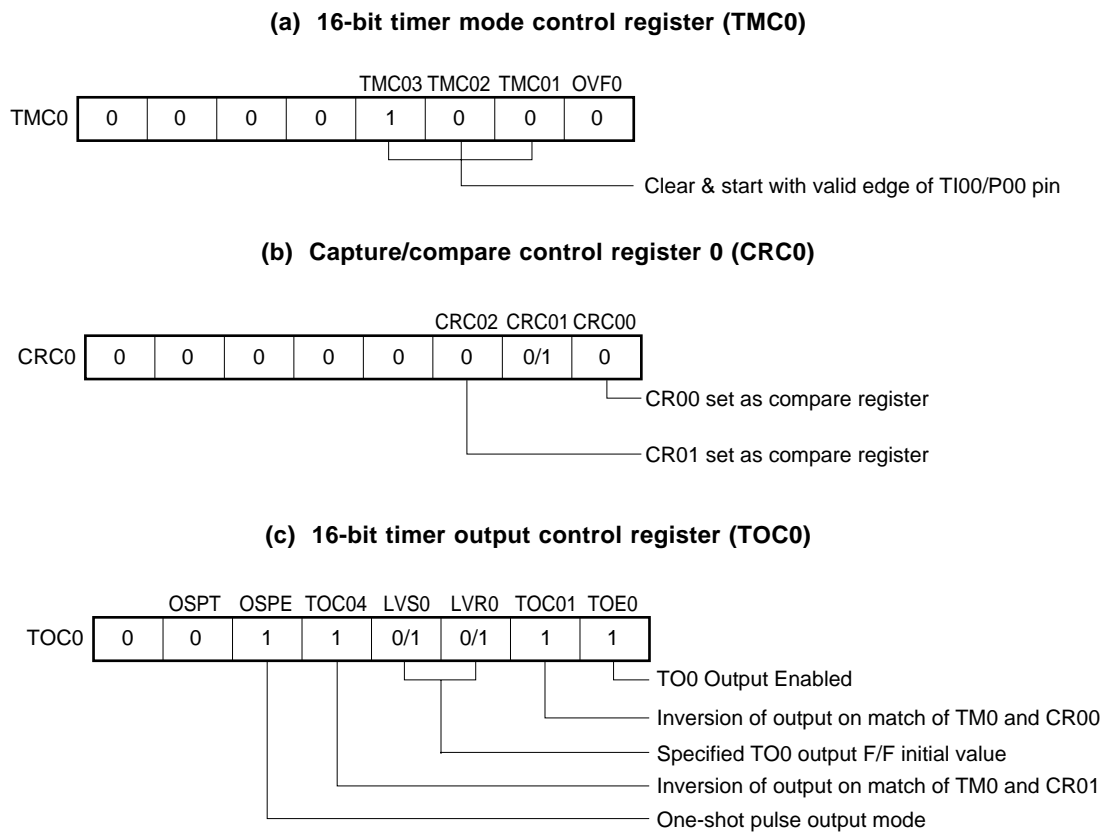 (a) 16-bit timer mode control register (TMC0)
TMC03 TMC02 TMC01 OVF0
TMC0 0 0 0 0 1 0 0 0
Clear & start with valid edge of TI00/P00 pin
(b) Capture/compare control register 0 (CRC0)
CRC02 CRC01 CRC00
CRC0 0 0 0 0 0 0 0/1 0
CR00 set as compare register
CR01 set as compare register
(c) 16-bit timer output control register (TOC0)
OSPT OSPE TOC04 LVS0 LVR0 TOC01 TOE0
TOC0 0 0 1 1 0/1 0/1 1 1
TO0 Output Enabled
Inversion of output on match of TM0 and CR00
Specified TO0 output F/F initial value
Inversion of output on match of TM0 and CR01
One-shot pulse output mode